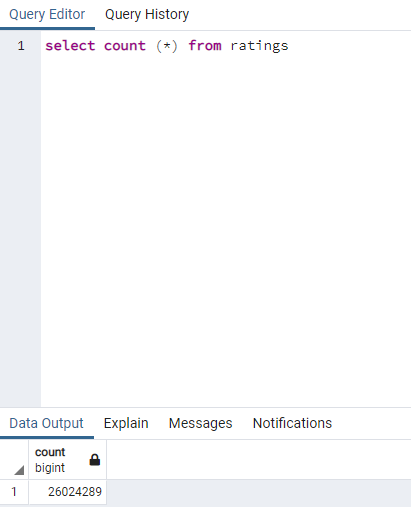 Query Editor Query History
1 select count (*) from ratings
Data Output Explain Messages Notifications
count
bigint
1 26024289